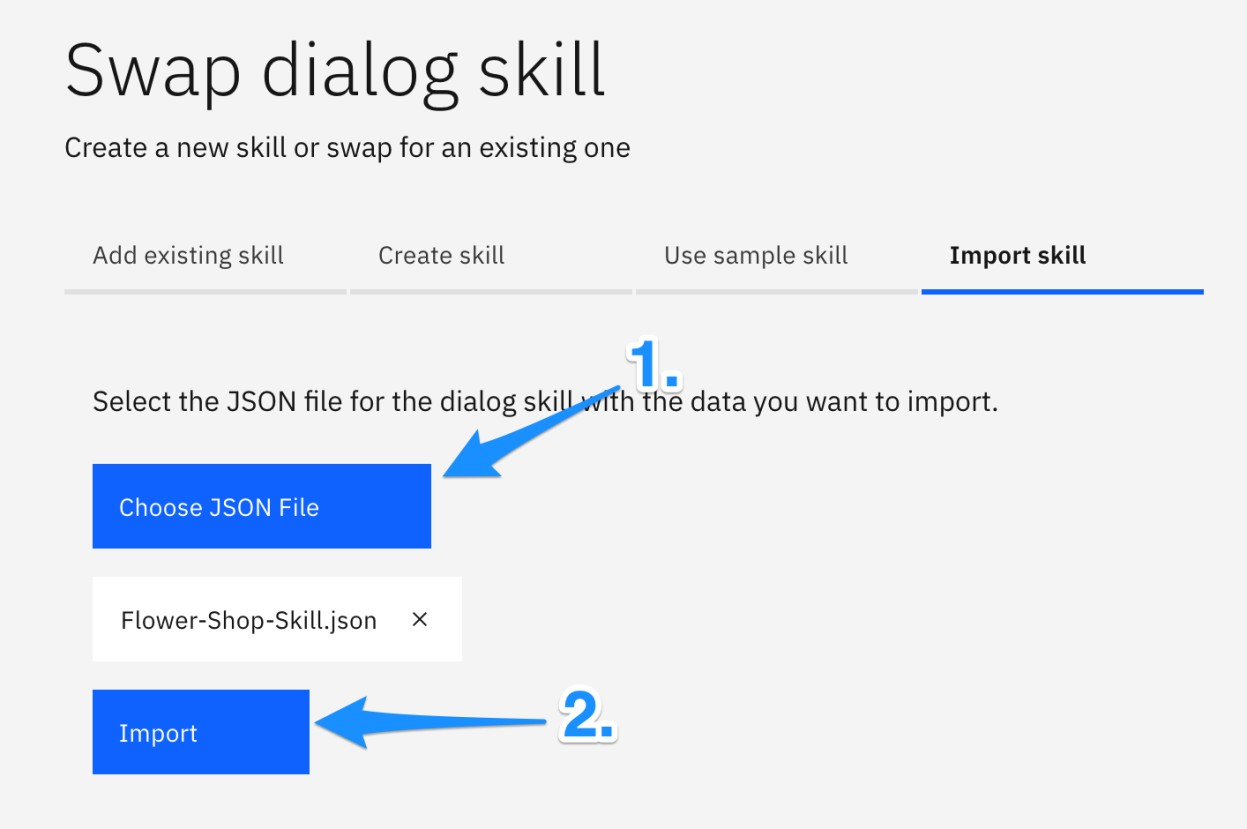 Swap dialog skill
Create a new skill or swap for an existing one
Add existing skill Create skill Use sample skill Import skill
1.
Select the JSON file for the dialog skill with the data you want to import.
Choose JSON File
Flower-Shop-Skill.json ×
Import 2.